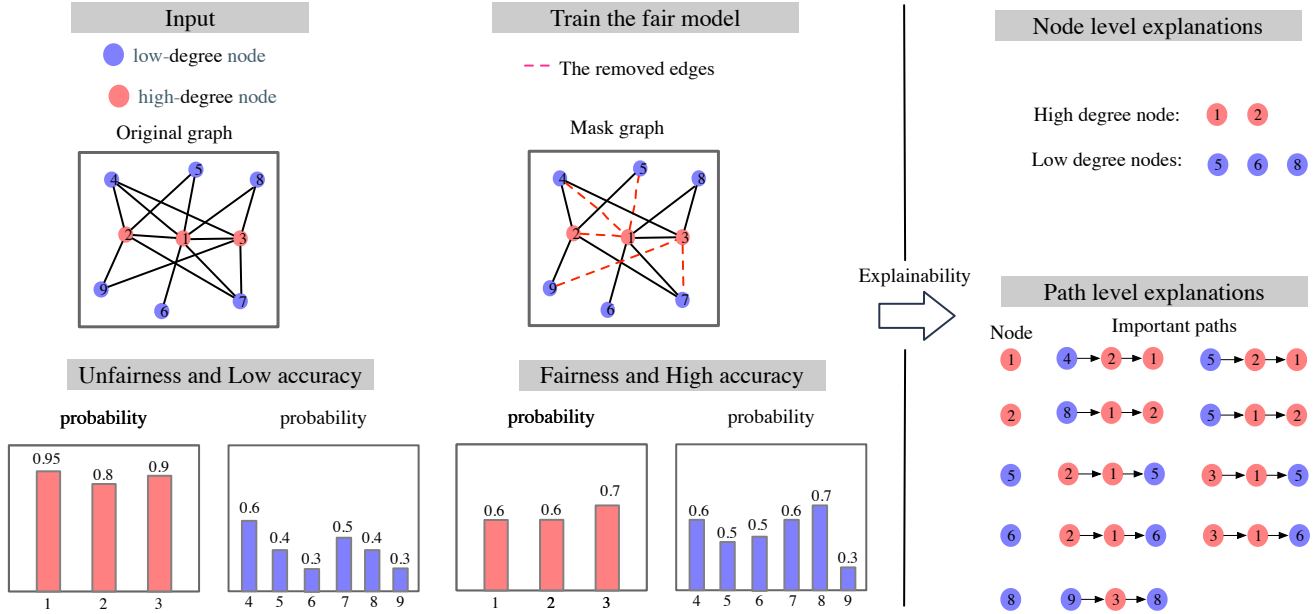 Input
low-degree node
high-degree node
Original graph
4 5 8
2 1 3
9 6 7
Train the fair model
The removed edges
Mask graph
4 5 8
2 1 3
9 6 7
Unfairness and Low accuracy
probability
0.95 0.8 0.9
1 2 3
probability
0.6 0.4 0.3 0.5 0.4 0.3
4 5 6 7 8 9
Fairness and High accuracy
probability
0.6 0.6 0.7
1 2 3
probability
0.6 0.5 0.5 0.6 0.7 0.3
4 5 6 7 8 9
Explainability
Node level explanations
High degree node: 1 2
Low degree nodes: 5 6 8
Path level explanations
Node Important paths
1 4 2 1 5 2 1
2 8 1 2 5 1 2
5 2 1 5 3 1 5
6 2 1 6 3 1 6
8 9 3 8